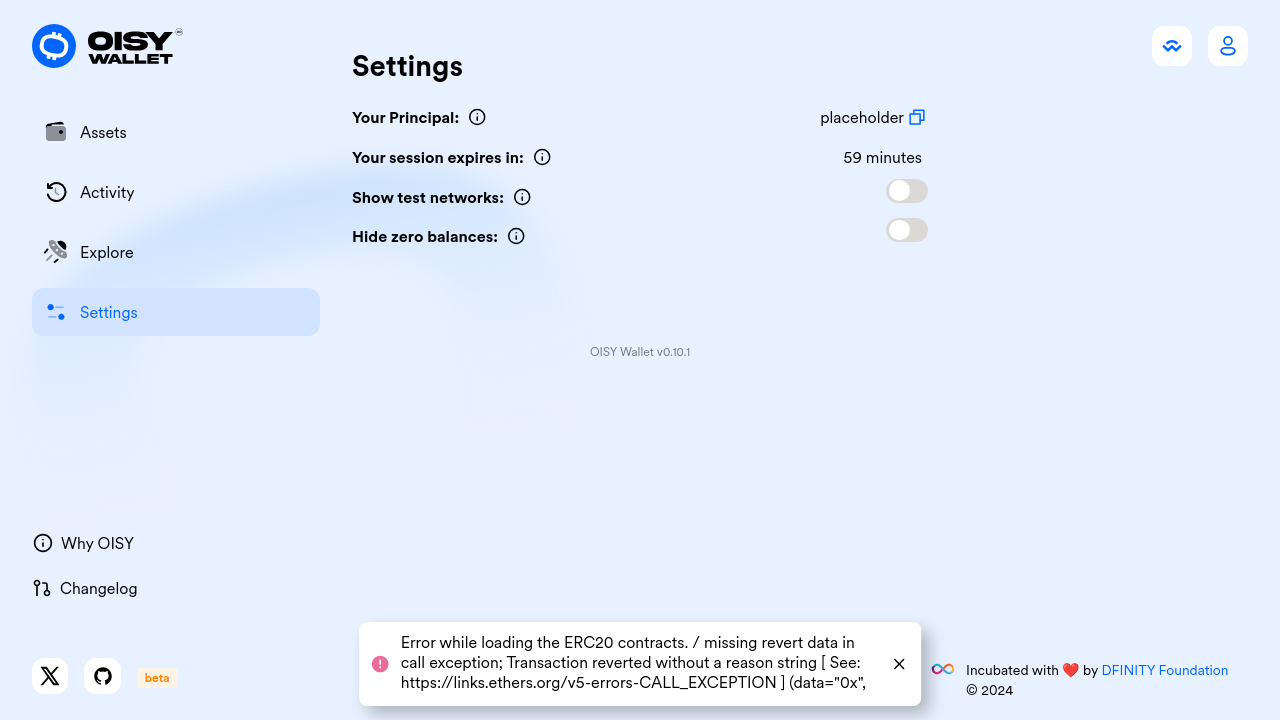 OISY
WALLET
Settings
Assets
Activity
Explore
Settings
Your Principal:
placeholder
Your session expires in:
59 minutes
Show test networks:
Hide zero balances:
OISY Wallet v0.10.1
Why OISY
Changelog
beta
Error while loading the ERC20 contracts. / missing revert data in
call exception; Transaction reverted without a reason string [ See:
https://links.ethers.org/v5-errors-CALL_EXCEPTION ] (data="0x",
Incubated with ❤️ by DFINITY Foundation
© 2024